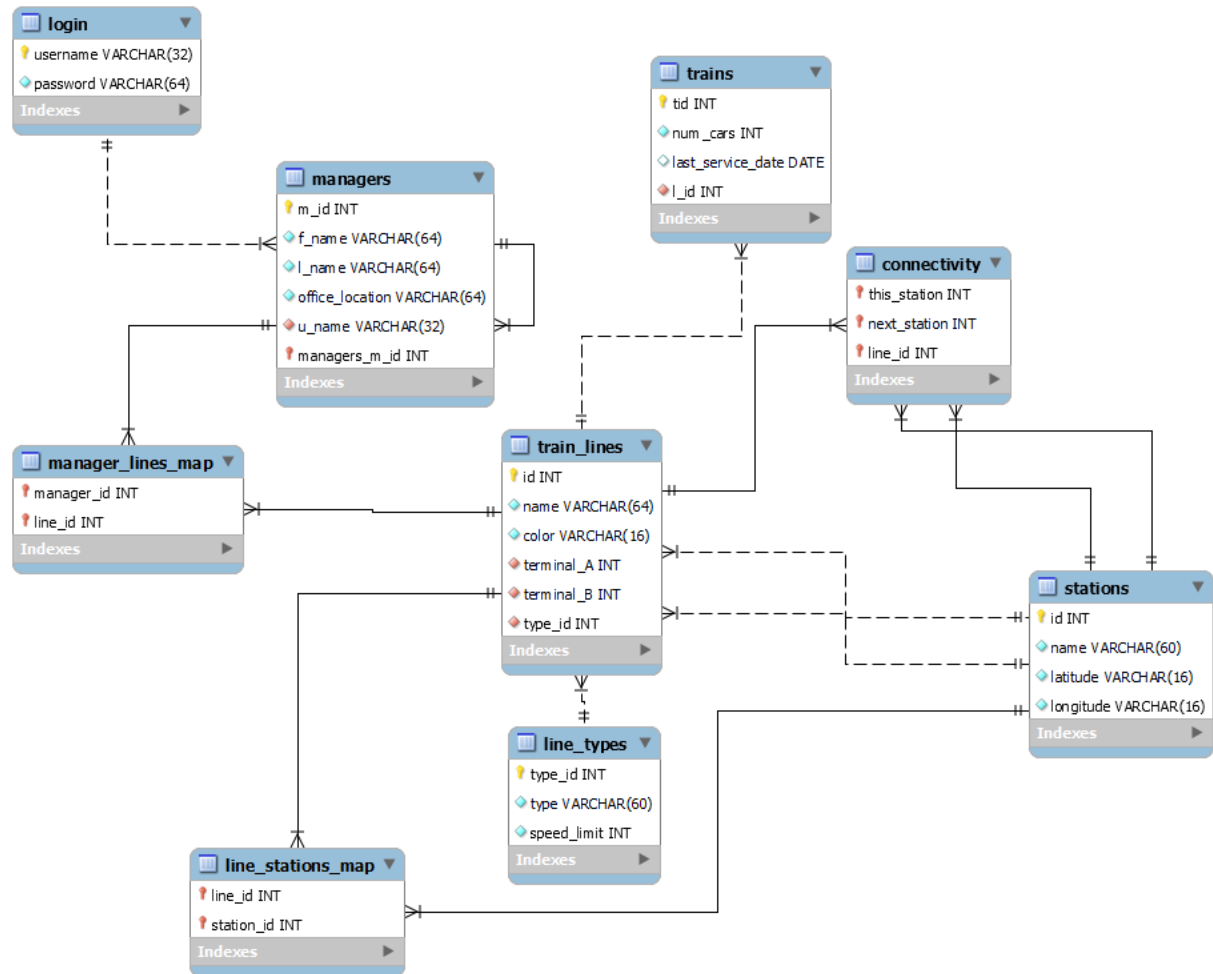 login
username VARCHAR(32)
password VARCHAR(64)
Indexes
managers
m_id INT
f_name VARCHAR(64)
l_name VARCHAR(64)
office_location VARCHAR(64)
u_name VARCHAR(32)
managers_m_id INT
Indexes
trains
tid INT
num_cars INT
last_service_date DATE
l_id INT
Indexes
connectivity
this_station INT
next_station INT
line_id INT
Indexes
manager_lines_map
manager_id INT
line_id INT
Indexes
train_lines
id INT
name VARCHAR(64)
color VARCHAR(16)
terminal_A INT
terminal_B INT
type_id INT
Indexes
stations
id INT
name VARCHAR(60)
latitude VARCHAR(16)
longitude VARCHAR(16)
Indexes
line_types
type_id INT
type VARCHAR(60)
speed_limit INT
Indexes
line_stations_map
line_id INT
station_id INT
Indexes